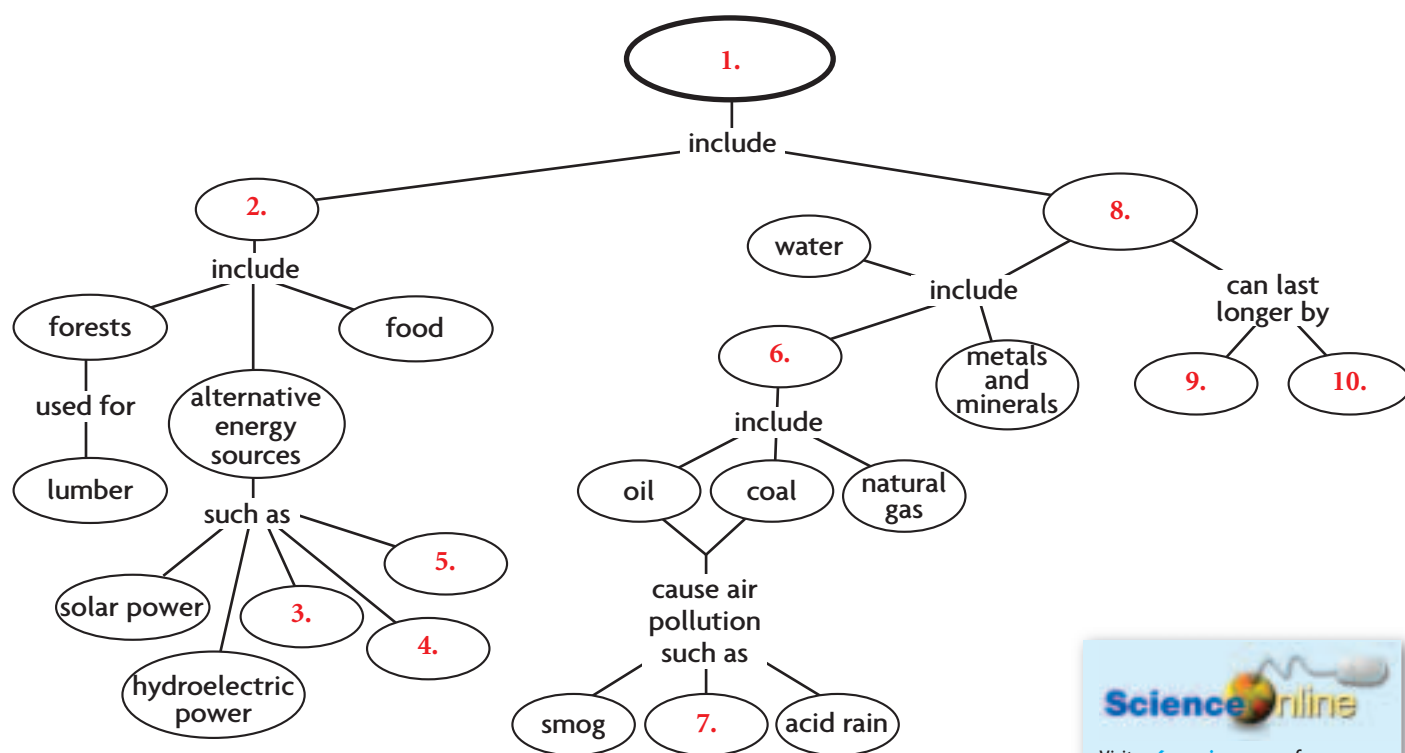 1.
include
2.
8.
water
include
include
can last
longer by
forests
food
6.
metals
and
minerals
9.
10.
used for
alternative
energy
sources
include
lumber
oil
coal
natural
gas
such as
5.
solar power
3.
4.
cause air
pollution
such as
hydroelectric
power
smog
7.
acid rain
Science nline